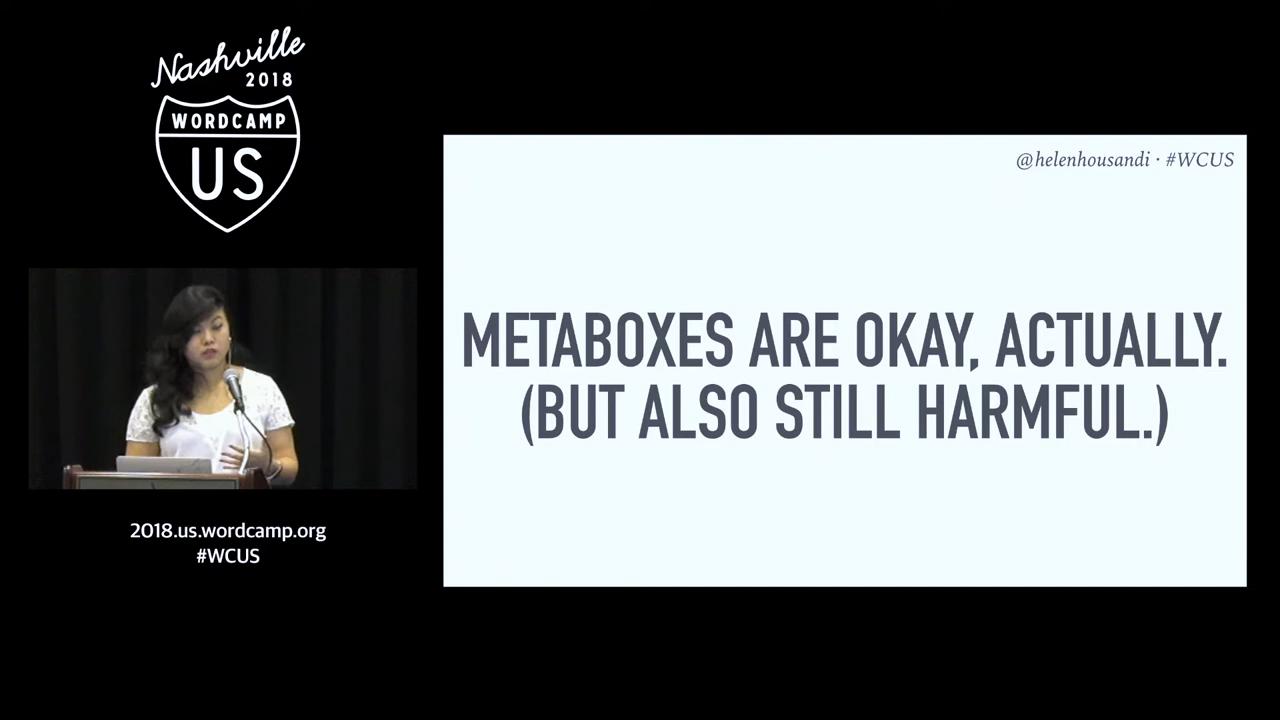 Nashville
2018
WORDCAMP
US
@helenhousandi · #WCUS
METABOXES ARE OKAY, ACTUALLY.
(BUT ALSO STILL HARMFUL.)
2018.us.wordcamp.org
#WCUS